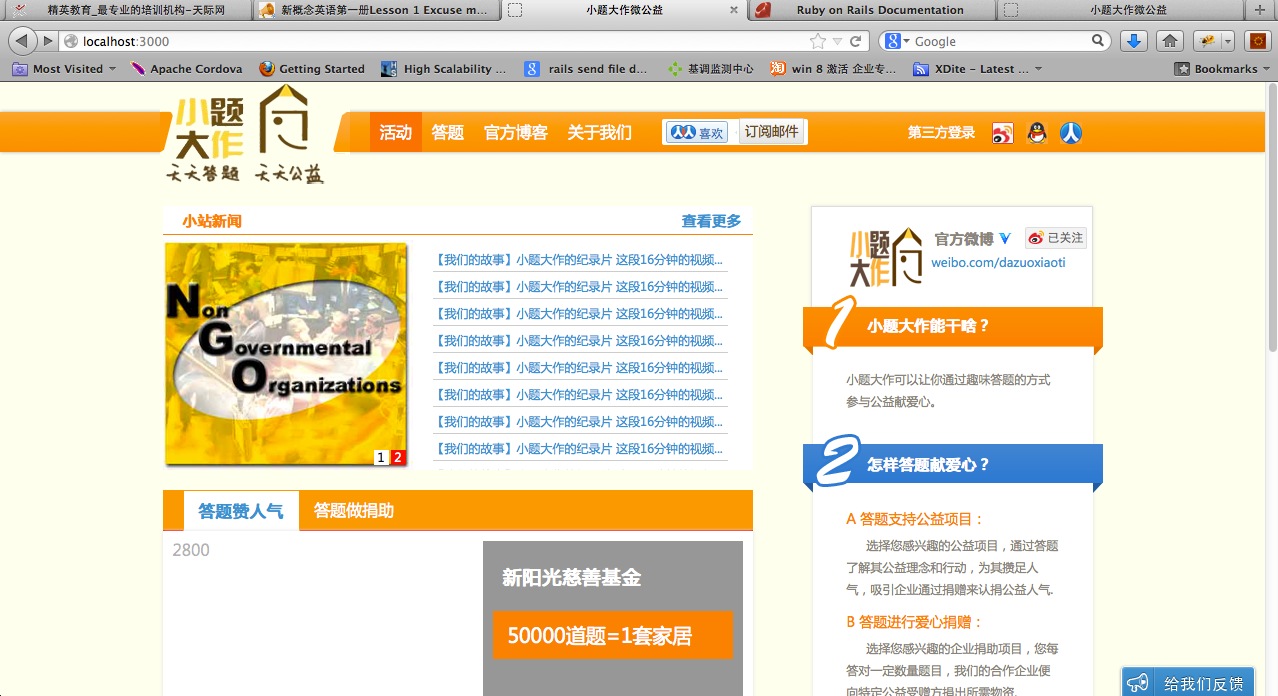 精英教育_最专业的培训机构-天际网
新概念英语第一册Lesson 1 Excuse m...
小题大作微公益
Ruby on Rails Documentation
小题大作微公益
localhost:3000
Google
Most Visited
Apache Cordova
Getting Started
High Scalability ...
rails send file d...
基调监测中心
win 8 激活 企业专...
XDite - Latest ...
Bookmarks
小题
大作
天天答题 天天公益
活动
答题
官方博客
关于我们
喜欢
订阅邮件
第三方登录
小站新闻
查看更多
Non
Governmental
Organizations
1 2
【我们的故事】小题大作的纪录片 这段16分钟的视频...
【我们的故事】小题大作的纪录片 这段16分钟的视频...
【我们的故事】小题大作的纪录片 这段16分钟的视频...
【我们的故事】小题大作的纪录片 这段16分钟的视频...
【我们的故事】小题大作的纪录片 这段16分钟的视频...
【我们的故事】小题大作的纪录片 这段16分钟的视频...
【我们的故事】小题大作的纪录片 这段16分钟的视频...
【我们的故事】小题大作的纪录片 这段16分钟的视频...
答题赞人气
答题做捐助
2800
新阳光慈善基金
50000道题=1套家居
小题
大作
官方微博
已关注
weibo.com/dazuoxiaoti
1 小题大作能干啥？
小题大作可以让你通过趣味答题的方式
参与公益献爱心。
2 怎样答题献爱心？
A 答题支持公益项目：
选择您感兴趣的公益项目，通过答题
了解其公益理念和行动，为其攒足人
气，吸引企业通过捐赠来认捐公益人气.
B 答题进行爱心捐赠：
选择您感兴趣的企业捐助项目，您每
答对一定数量题目，我们的合作企业便
向特定公益受赠方捐出所需物资.
给我们反馈